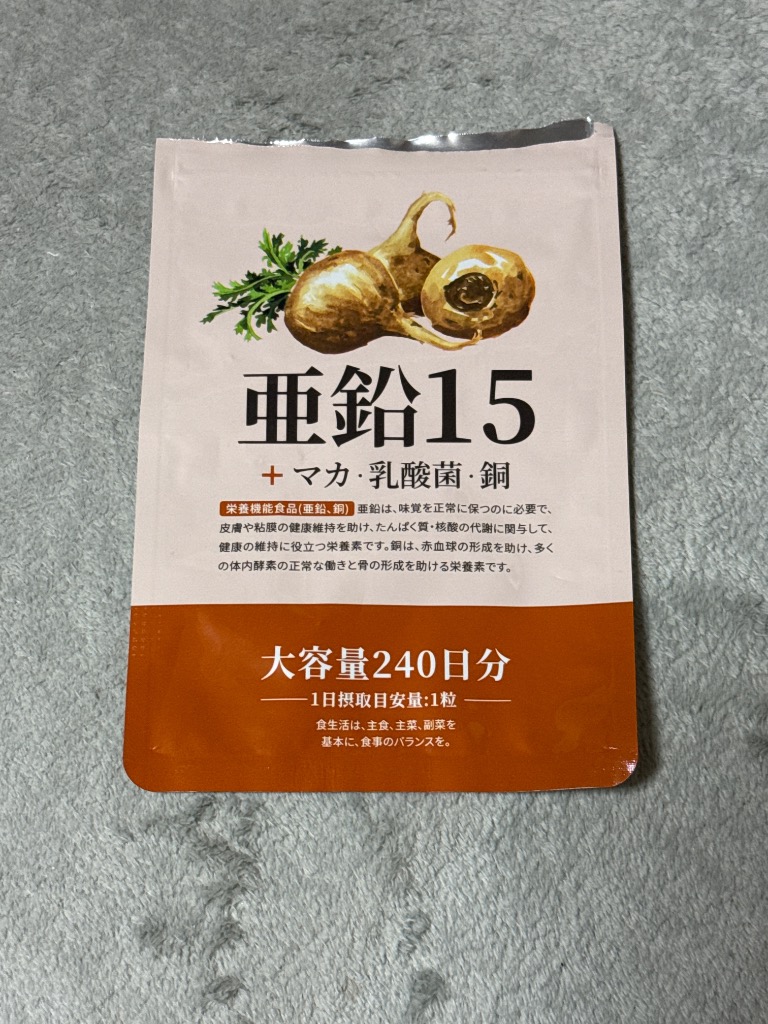 亜鉛15
+マカ·乳酸菌·銅
栄養機能食品(亜鉛、銅) 亜鉛は、味覚を正常に保つのに必要で、
皮膚や粘膜の健康維持を助け、たんぱく質・核酸の代謝に関与して、
健康の維持に役立つ栄養素です。銅は、赤血球の形成を助け、多く
の体内酵素の正常な働きと骨の形成を助ける栄養素です。
大容量240日分
1日摂取目安量:1粒
食生活は、主食、主菜、副菜を
基本に、食事のバランスを。